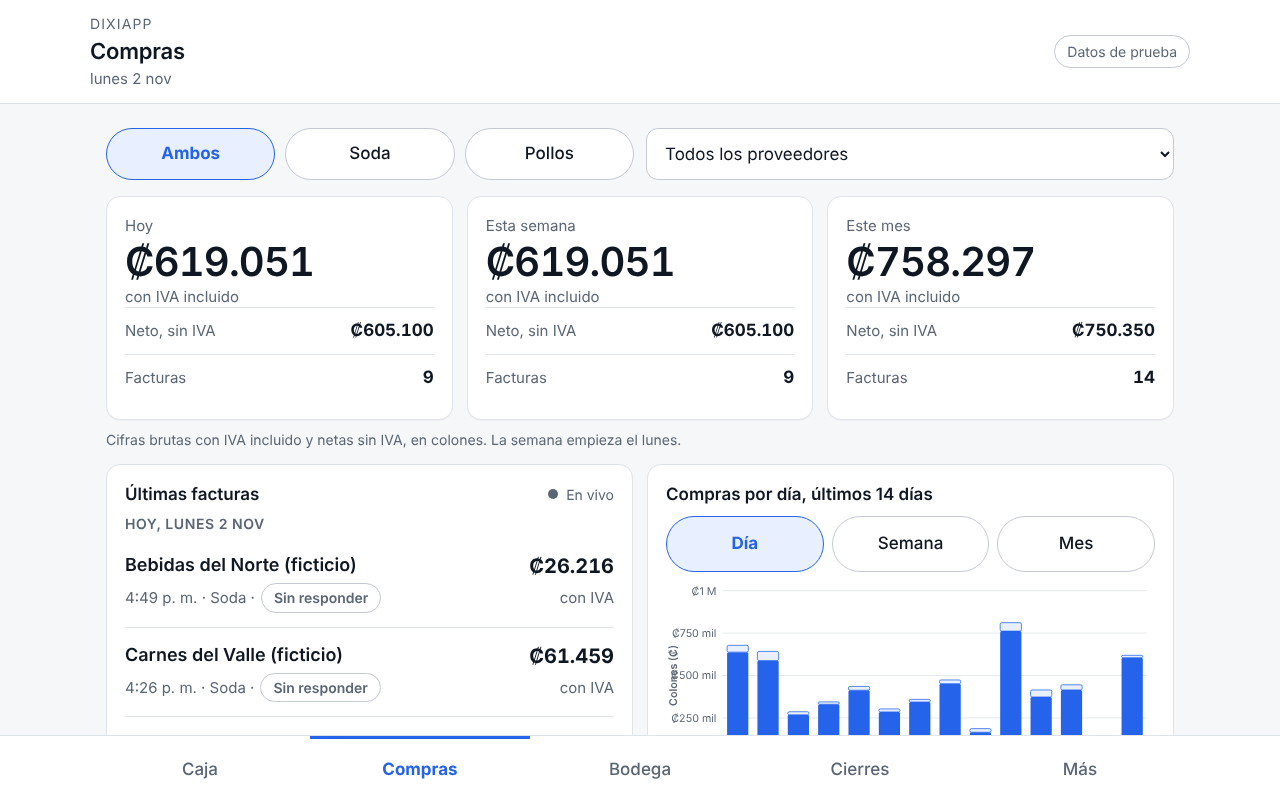 DIXIAPP
Compras
lunes 2 nov
Datos de prueba
Ambos
Soda
Pollos
Todos los proveedores
Hoy
₡619.051
con IVA incluido
Neto, sin IVA ₡605.100
Facturas 9
Esta semana
₡619.051
con IVA incluido
Neto, sin IVA ₡605.100
Facturas 9
Este mes
₡758.297
con IVA incluido
Neto, sin IVA ₡750.350
Facturas 14
Cifras brutas con IVA incluido y netas sin IVA, en colones. La semana empieza el lunes.
Últimas facturas
En vivo
HOY, LUNES 2 NOV
Bebidas del Norte (ficticio) ₡26.216
4:49 p. m. · Soda · Sin responder con IVA
Carnes del Valle (ficticio) ₡61.459
4:26 p. m. · Soda · Sin responder con IVA
Compras por día, últimos 14 días
Día
Semana
Mes
₡1 M
₡750 mil
₡500 mil
₡250 mil
Colones (₡)
Caja
Compras
Bodega
Cierres
Más